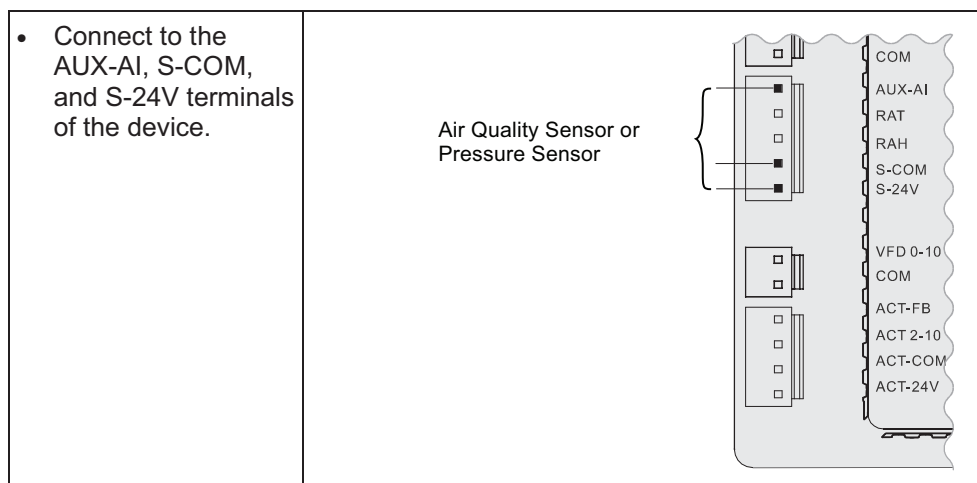 • Connect to the
AUX-AI, S-COM,
and S-24V terminals
of the device.
Air Quality Sensor or
Pressure Sensor
COM
AUX-AI
RAT
RAH
S-COM
S-24V
VFD 0-10
COM
ACT-FB
ACT 2-10
ACT-COM
ACT-24V